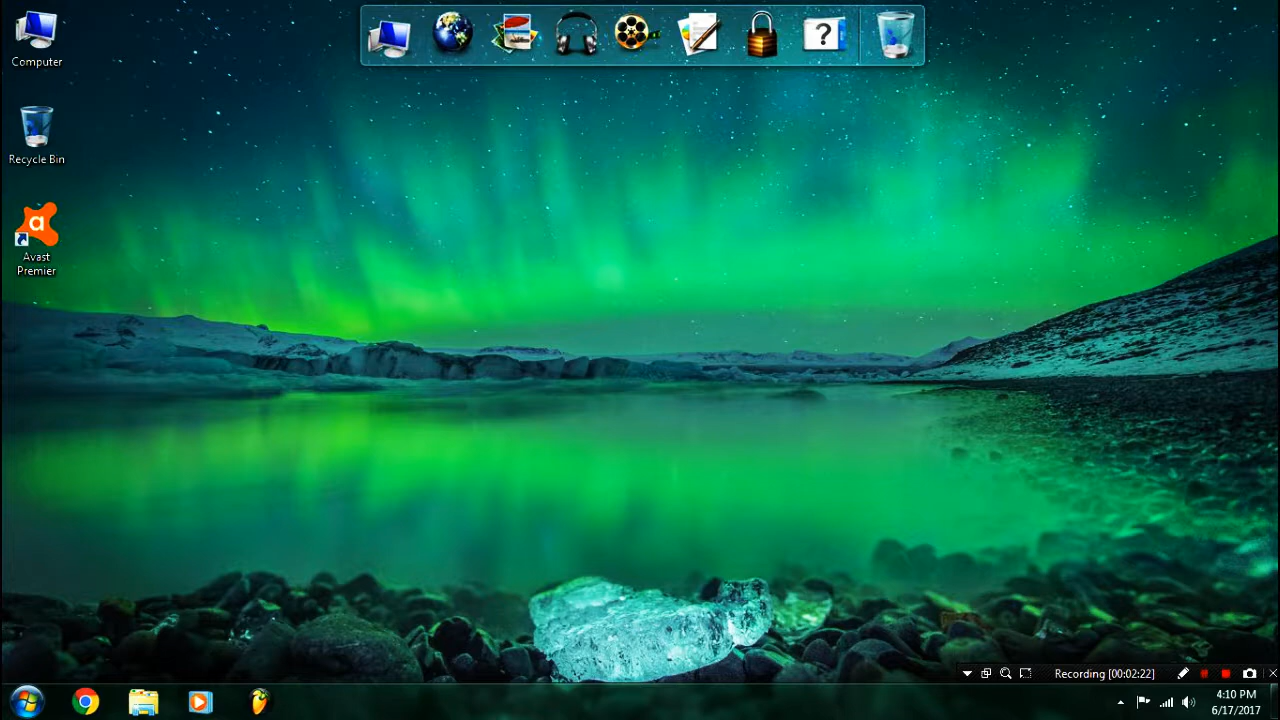 Computer
Recycle Bin
a
Avast
Premier
?
Recording [00:02:22]
4:10 PM
6/17/2017